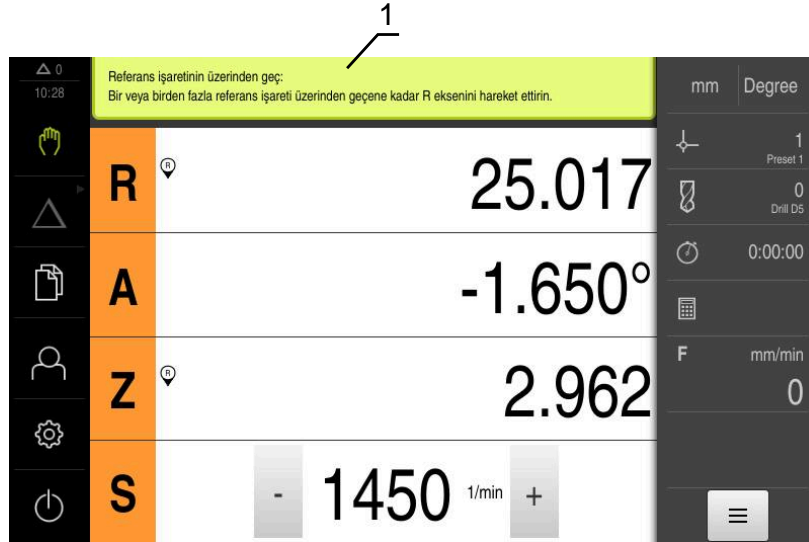 1
0
10:28
Referans işaretinin üzerinden geç:
Bir veya birden fazla referans işareti üzerinden geçene kadar R eksenini hareket ettirin.
mm Degree
R R 25.017
1
Preset 1
0
Drill D5
A -1.650°
0:00:00
Z R 2.962
F mm/min
0
S - 1450 1/min +